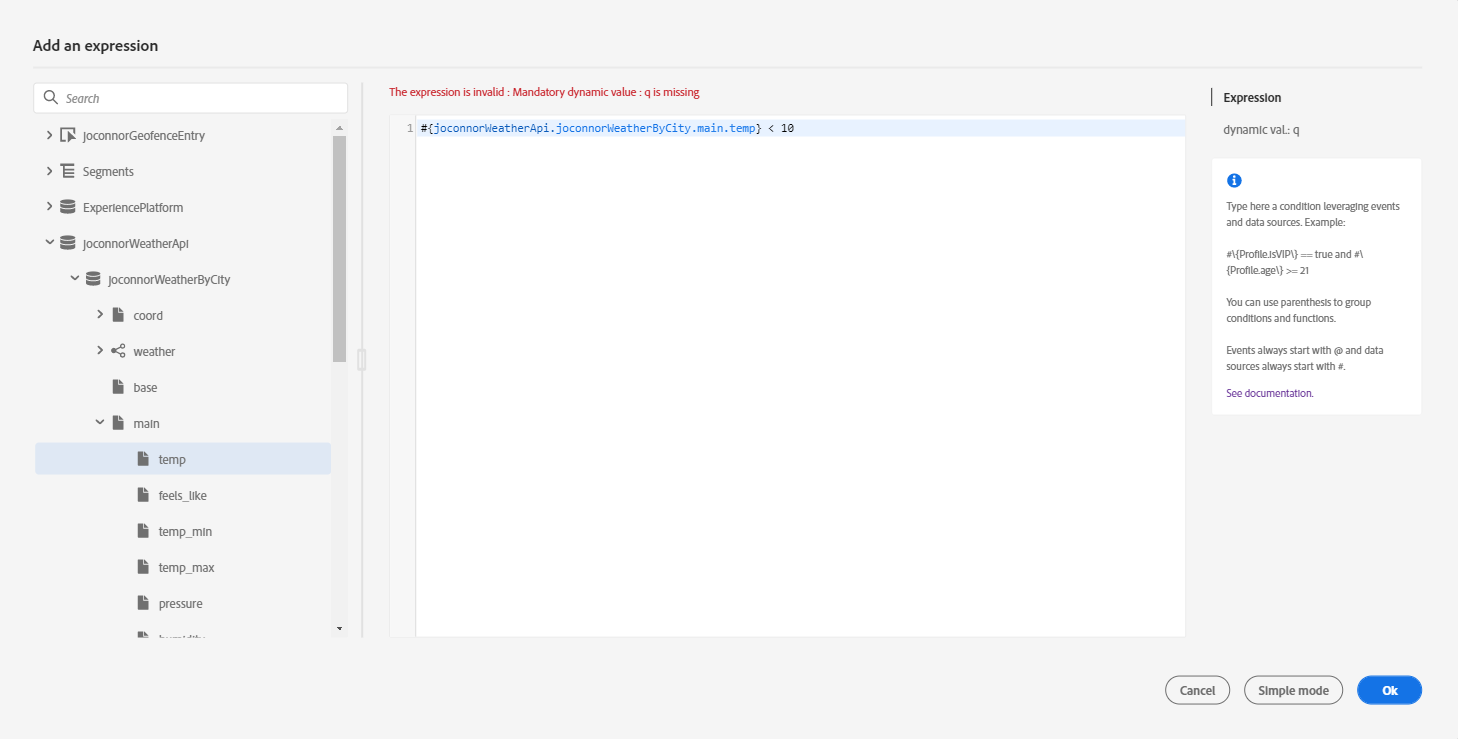 Add an expression
Search
joconnorGeofenceEntry
Segments
ExperiencePlatform
joconnorWeatherApi
joconnorWeatherByCity
coord
weather
base
main
temp
feels_like
temp_min
temp_max
pressure
humidity
The expression is invalid : Mandatory dynamic value : q is missing
1 #{joconnorWeatherApi.joconnorWeatherByCity.main.temp} < 10
Expression
dynamic val.: q
Type here a condition leveraging events
and data sources. Example:
#\{Profile.isVIP\} == true and #\
{Profile.age\} >= 21
You can use parenthesis to group
conditions and functions.
Events always start with @ and data
sources always start with #.
See documentation.
Cancel
Simple mode
Ok